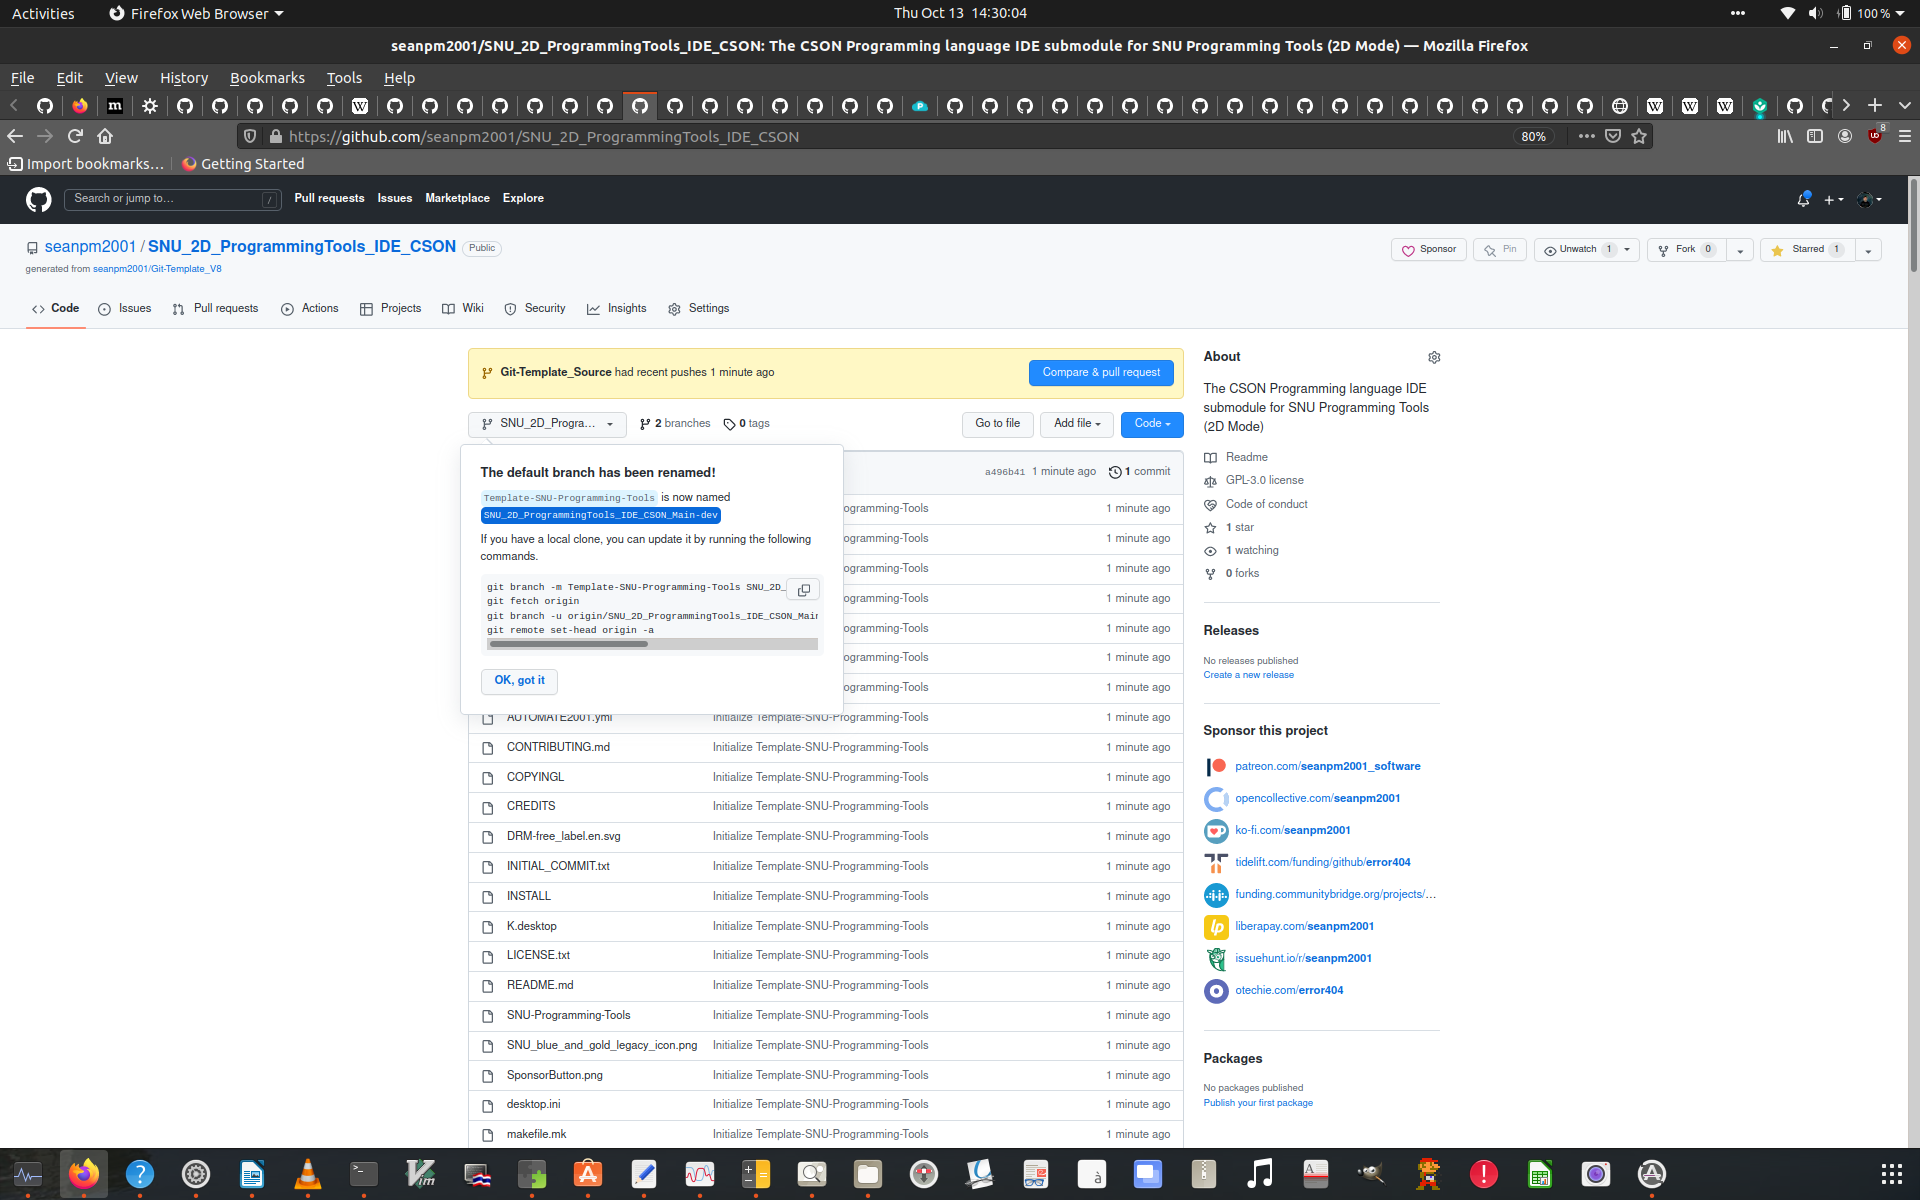 Activities
Firefox Web Browser
Thu Oct 13 14:30:04
100 %
seanpm2001/SNU_2D_ProgrammingTools_IDE_CSON: The CSON Programming language IDE submodule for SNU Programming Tools (2D Mode) — Mozilla Firefox
File Edit View History Bookmarks Tools Help
https://github.com/seanpm2001/SNU_2D_ProgrammingTools_IDE_CSON
80%
8
Import bookmarks…
Getting Started
Search or jump to…
/
Pull requests Issues Marketplace Explore
seanpm2001 / SNU_2D_ProgrammingTools_IDE_CSON
Public
generated from seanpm2001/Git-Template_V8
Sponsor
Pin
Unwatch 1
Fork 0
Starred 1
Code
Issues
Pull requests
Actions
Projects
Wiki
Security
Insights
Settings
Git-Template_Source had recent pushes 1 minute ago
Compare & pull request
SNU_2D_Progra...
2 branches
0 tags
Go to file
Add file
Code
The default branch has been renamed!
Template-SNU-Programming-Tools is now named
SNU_2D_ProgrammingTools_IDE_CSON_Main-dev
If you have a local clone, you can update it by running the following
commands.
git branch -m Template-SNU-Programming-Tools SNU_2D_
git fetch origin
git branch -u origin/SNU_2D_ProgrammingTools_IDE_CSON_Main
git remote set-head origin -a
OK, got it
a496b41 1 minute ago
1 commit
ogramming-Tools 1 minute ago
ogramming-Tools 1 minute ago
ogramming-Tools 1 minute ago
ogramming-Tools 1 minute ago
ogramming-Tools 1 minute ago
ogramming-Tools 1 minute ago
ogramming-Tools 1 minute ago
AUTOMATE2001.yml Initialize Template-SNU-Programming-Tools 1 minute ago
CONTRIBUTING.md Initialize Template-SNU-Programming-Tools 1 minute ago
COPYINGL Initialize Template-SNU-Programming-Tools 1 minute ago
CREDITS Initialize Template-SNU-Programming-Tools 1 minute ago
DRM-free_label.en.svg Initialize Template-SNU-Programming-Tools 1 minute ago
INITIAL_COMMIT.txt Initialize Template-SNU-Programming-Tools 1 minute ago
INSTALL Initialize Template-SNU-Programming-Tools 1 minute ago
K.desktop Initialize Template-SNU-Programming-Tools 1 minute ago
LICENSE.txt Initialize Template-SNU-Programming-Tools 1 minute ago
README.md Initialize Template-SNU-Programming-Tools 1 minute ago
SNU-Programming-Tools Initialize Template-SNU-Programming-Tools 1 minute ago
SNU_blue_and_gold_legacy_icon.png Initialize Template-SNU-Programming-Tools 1 minute ago
SponsorButton.png Initialize Template-SNU-Programming-Tools 1 minute ago
desktop.ini Initialize Template-SNU-Programming-Tools 1 minute ago
makefile.mk Initialize Template-SNU-Programming-Tools 1 minute ago
About
The CSON Programming language IDE
submodule for SNU Programming Tools
(2D Mode)
Readme
GPL-3.0 license
Code of conduct
1 star
1 watching
0 forks
Releases
No releases published
Create a new release
Sponsor this project
patreon.com/seanpm2001_software
opencollective.com/seanpm2001
ko-fi.com/seanpm2001
tidelift.com/funding/github/error404
funding.communitybridge.org/projects/…
liberapay.com/seanpm2001
issuehunt.io/r/seanpm2001
otechie.com/error404
Packages
No packages published
Publish your first package